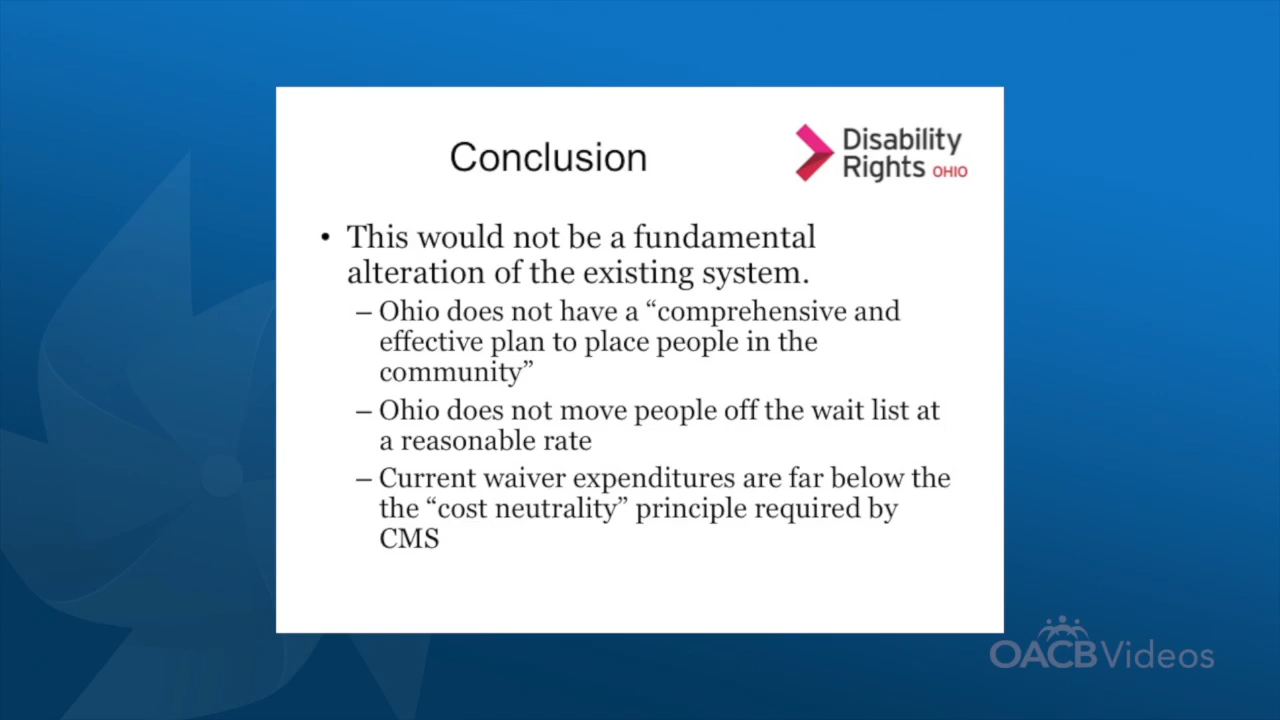 Conclusion
Disability
Rights OHIO
• This would not be a fundamental
alteration of the existing system.
– Ohio does not have a “comprehensive and
effective plan to place people in the
community”
– Ohio does not move people off the wait list at
a reasonable rate
– Current waiver expenditures are far below the
the “cost neutrality” principle required by
CMS
OACBVideos